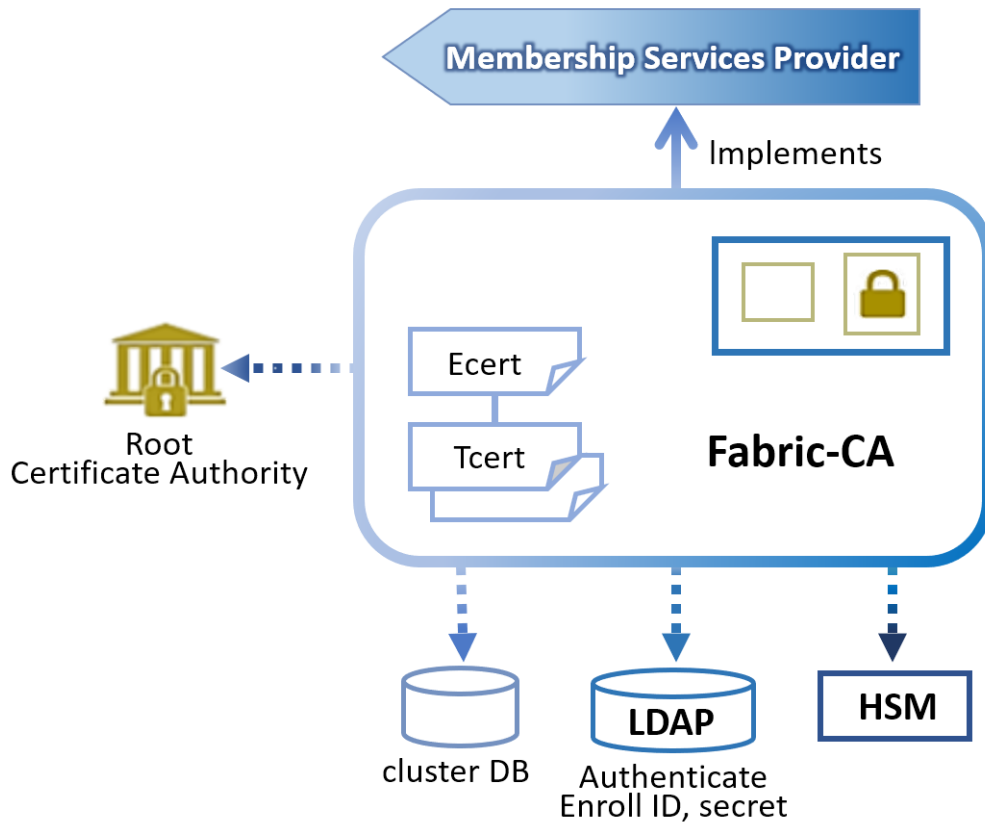 Membership Services Provider
Implements
Ecert
Tcert
Fabric-CA
Root
Certificate Authority
cluster DB
LDAP
Authenticate
Enroll ID, secret
HSM